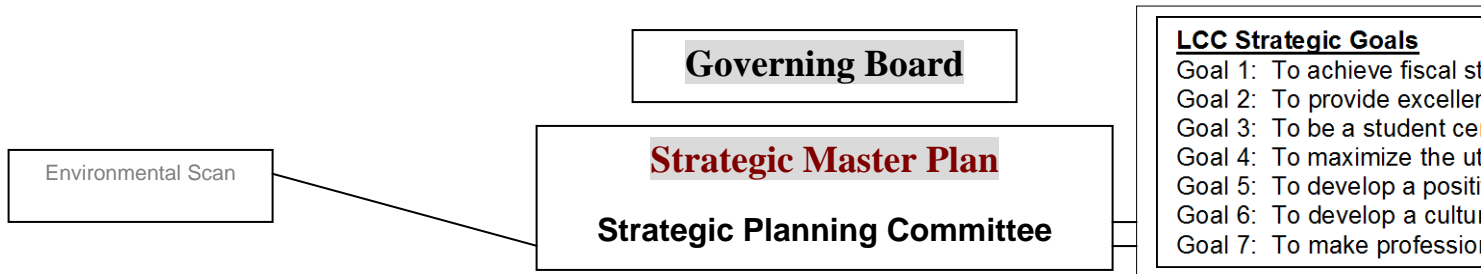 Governing Board
Environmental Scan
Strategic Master Plan
Strategic Planning Committee
LCC Strategic Goals
Goal 1: To achieve fiscal
Goal 2: To provide
Goal 3: To be a student
Goal 4: To maximize the
Goal 5: To develop a
Goal 6: To develop a
Goal 7: To make